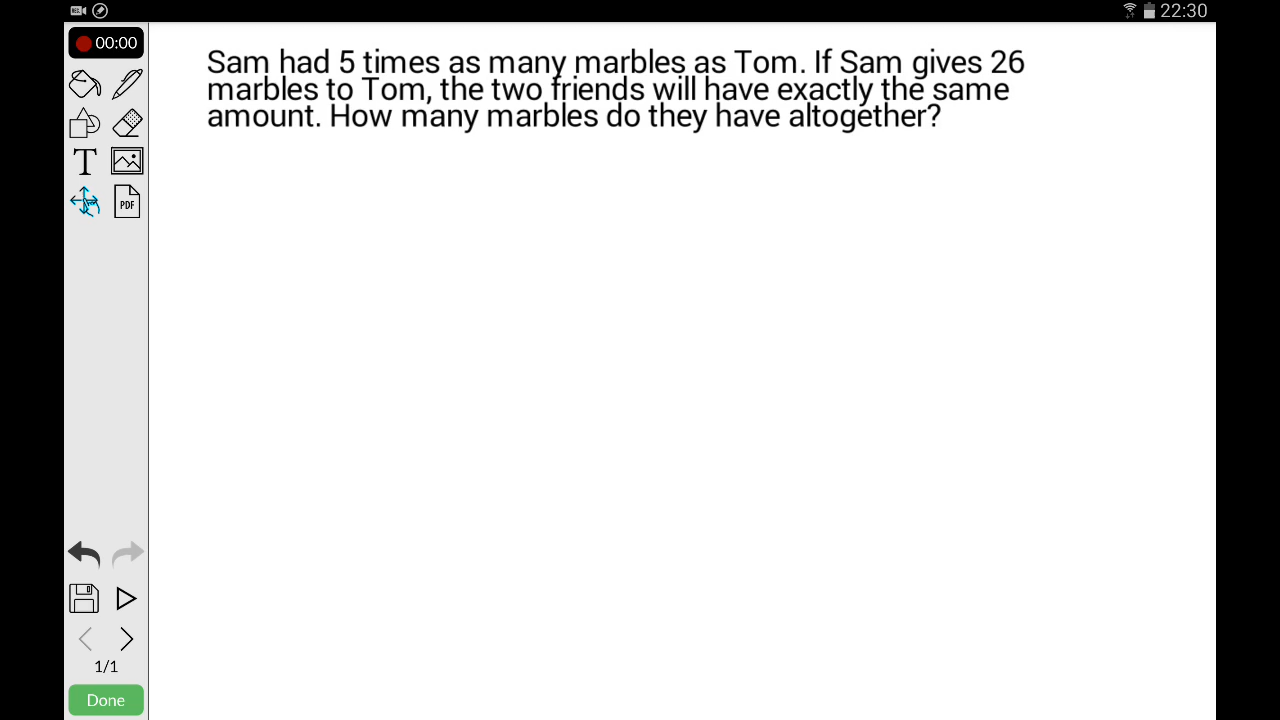 22:30
00:00
Sam had 5 times as many marbles as Tom. If Sam gives 26
marbles to Tom, the two friends will have exactly the same
amount. How many marbles do they have altogether?
T
PDF
1/1
Done